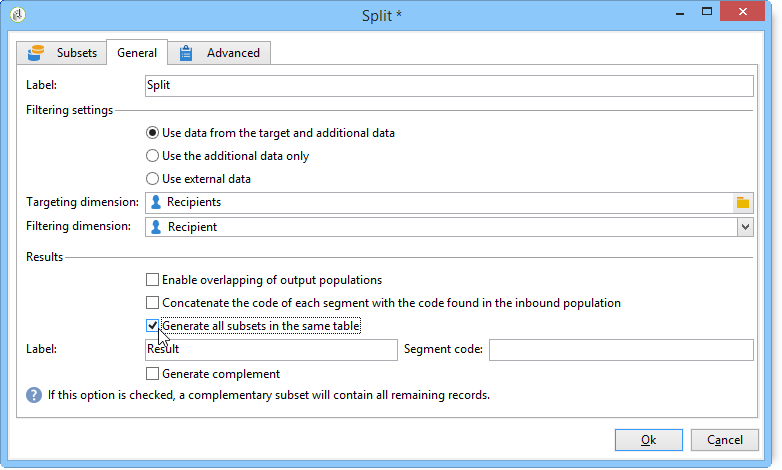 Split *
Subsets General Advanced
Label: Split
Filtering settings
Use data from the target and additional data
Use the additional data only
Use external data
Targeting dimension: Recipients
Filtering dimension: Recipient
Results
Enable overlapping of output populations
Concatenate the code of each segment with the code found in the inbound population
Generate all subsets in the same table
Label: Result Segment code:
Generate complement
? If this option is checked, a complementary subset will contain all remaining records.
Ok Cancel